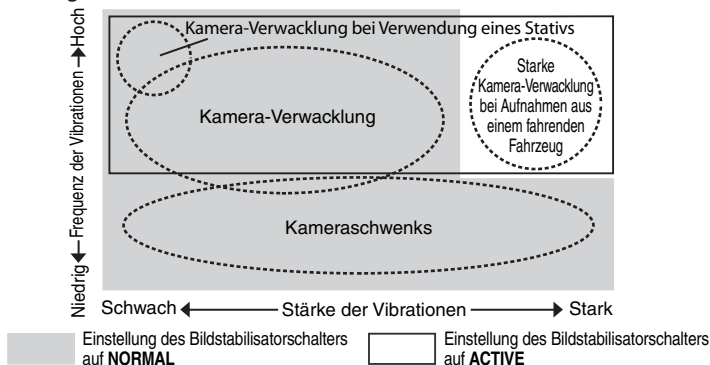 Kamera-Verwacklung bei Verwendung eines Stativs
Starke
Kamera-Verwacklung
bei Aufnahmen aus
einem fahrenden
Fahrzeug
Kamera-Verwacklung
Kameraschwenks
Niedrig Frequenz der Vibrationen Hoch
Schwach Stärke der Vibrationen Stark
Einstellung des Bildstabilisatorschalters
auf NORMAL
Einstellung des Bildstabilisatorschalters
auf ACTIVE